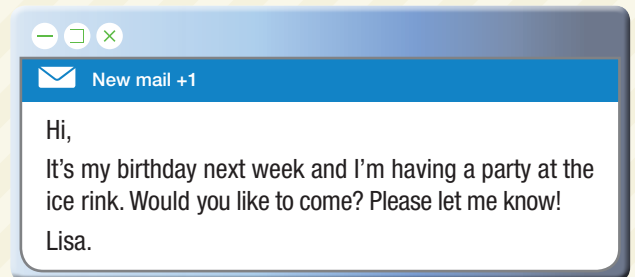 New mail +1
Hi,
It's my birthday next week and I'm having a party at the
ice rink. Would you like to come? Please let me know!
Lisa.